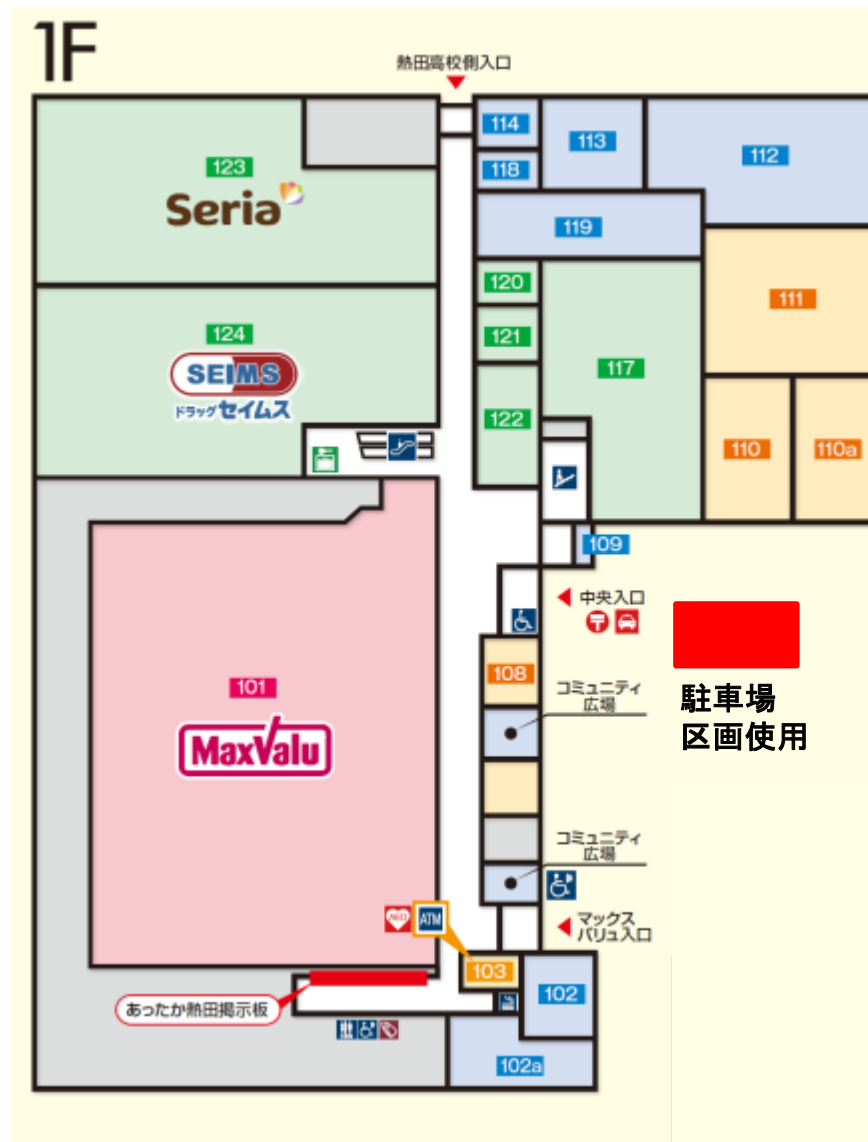 1F
熱田高校側入口
114
113
112
118
123
Seria
119
120
111
124
121
SEIMS
ドラッグセイムス
117
122
110
110a
109
中央入口
〒
108
101
コミュニティ
広場
駐車場
区画使用
MaxValu
コミュニティ
広場
AED
ATM
マックス
バリュ入口
103
102
あったか熱田掲示板
102a